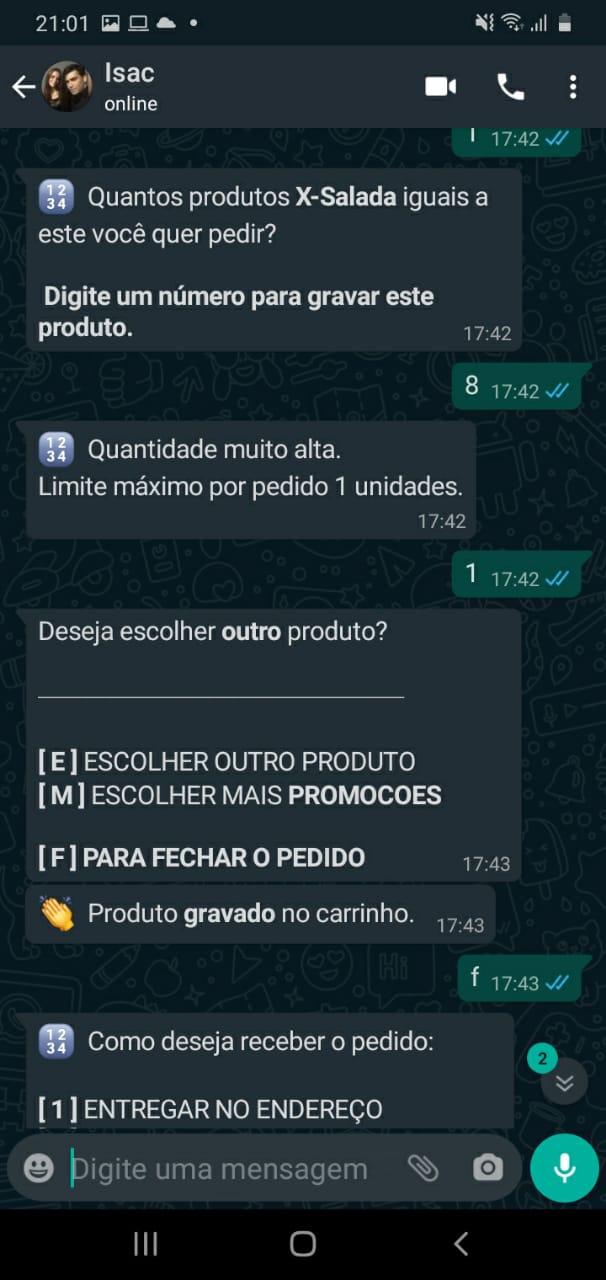 21:01
Isac
online
1 17:42
Quantos produtos X-Salada iguais a
este você quer pedir?
Digite um número para gravar este
produto.
17:42
8 17:42
Quantidade muito alta.
Limite máximo por pedido 1 unidades.
17:42
1 17:42
Deseja escolher outro produto?
[ E ] ESCOLHER OUTRO PRODUTO
[ M ] ESCOLHER MAIS PROMOCOES
[ F ] PARA FECHAR O PEDIDO
17:43
Produto gravado no carrinho.
17:43
f 17:43
Como deseja receber o pedido:
2
[ 1 ] ENTREGAR NO ENDEREÇO
Digite uma mensagem